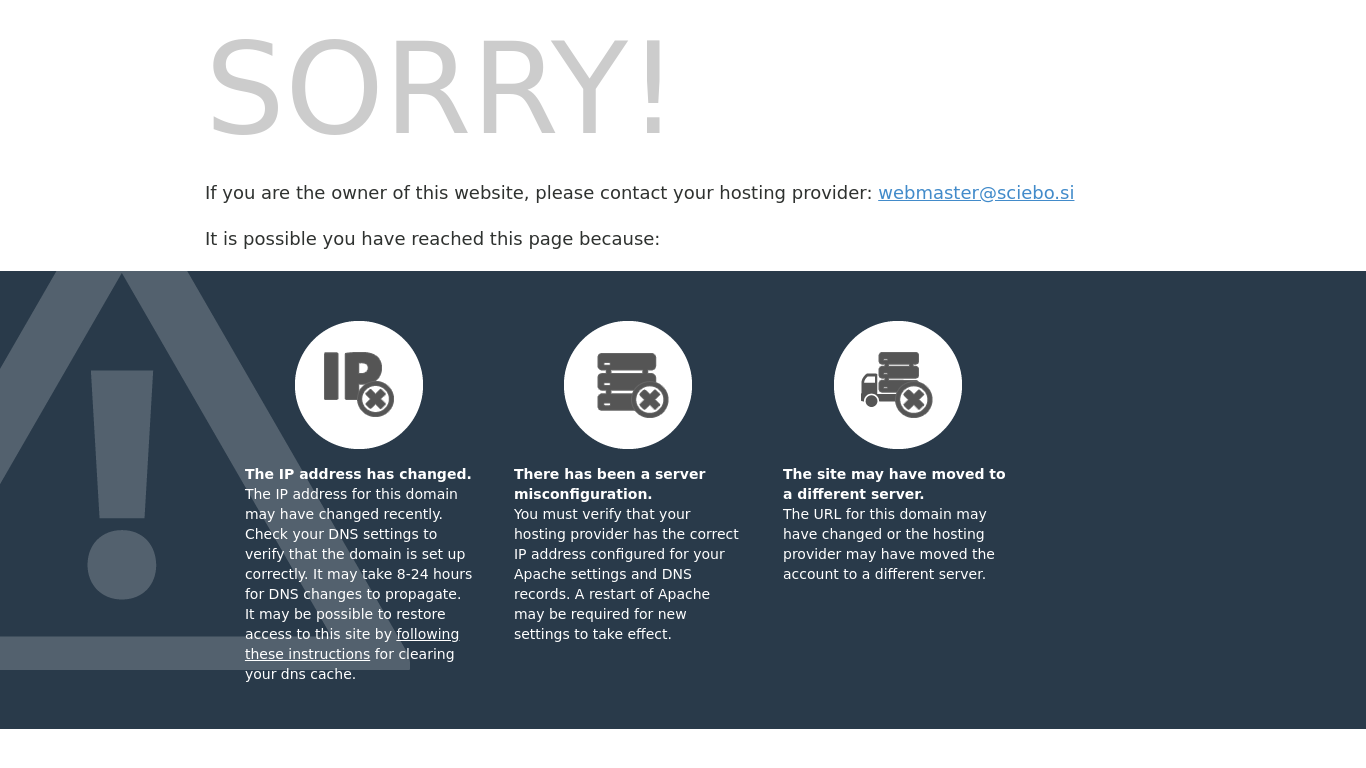 SORRY!
If you are the owner of this website, please contact your hosting provider: webmaster@sciebo.si
It is possible you have reached this page because:
IP
The IP address has changed.
The IP address for this domain
may have changed recently.
Check your DNS settings to
verify that the domain is set up
correctly. It may take 8-24 hours
for DNS changes to propagate.
It may be possible to restore
access to this site by following
these instructions for clearing
your dns cache.
There has been a server
misconfiguration.
You must verify that your
hosting provider has the correct
IP address configured for your
Apache settings and DNS
records. A restart of Apache
may be required for new
settings to take effect.
The site may have moved to
a different server.
The URL for this domain may
have changed or the hosting
provider may have moved the
account to a different server.